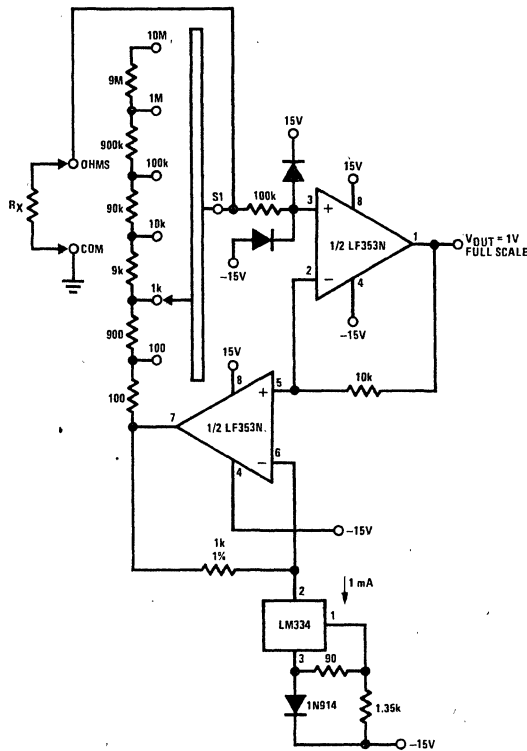 10M
9M
1M
900k
100k
90k
10k
9k
1k
900
100
100
OHMS
RX
COM
S1
100k
15V
-15V
3
+
15V
8
1/2 LF353N
1
2
−
4
-15V
VOUT = 1V
FULL SCALE
10k
15V
8
5
+
7
1/2 LF353N
6
−
4
-15V
1k
1%
2
1 mA
LM334
1
3
90
1N914
1.35k
-15V